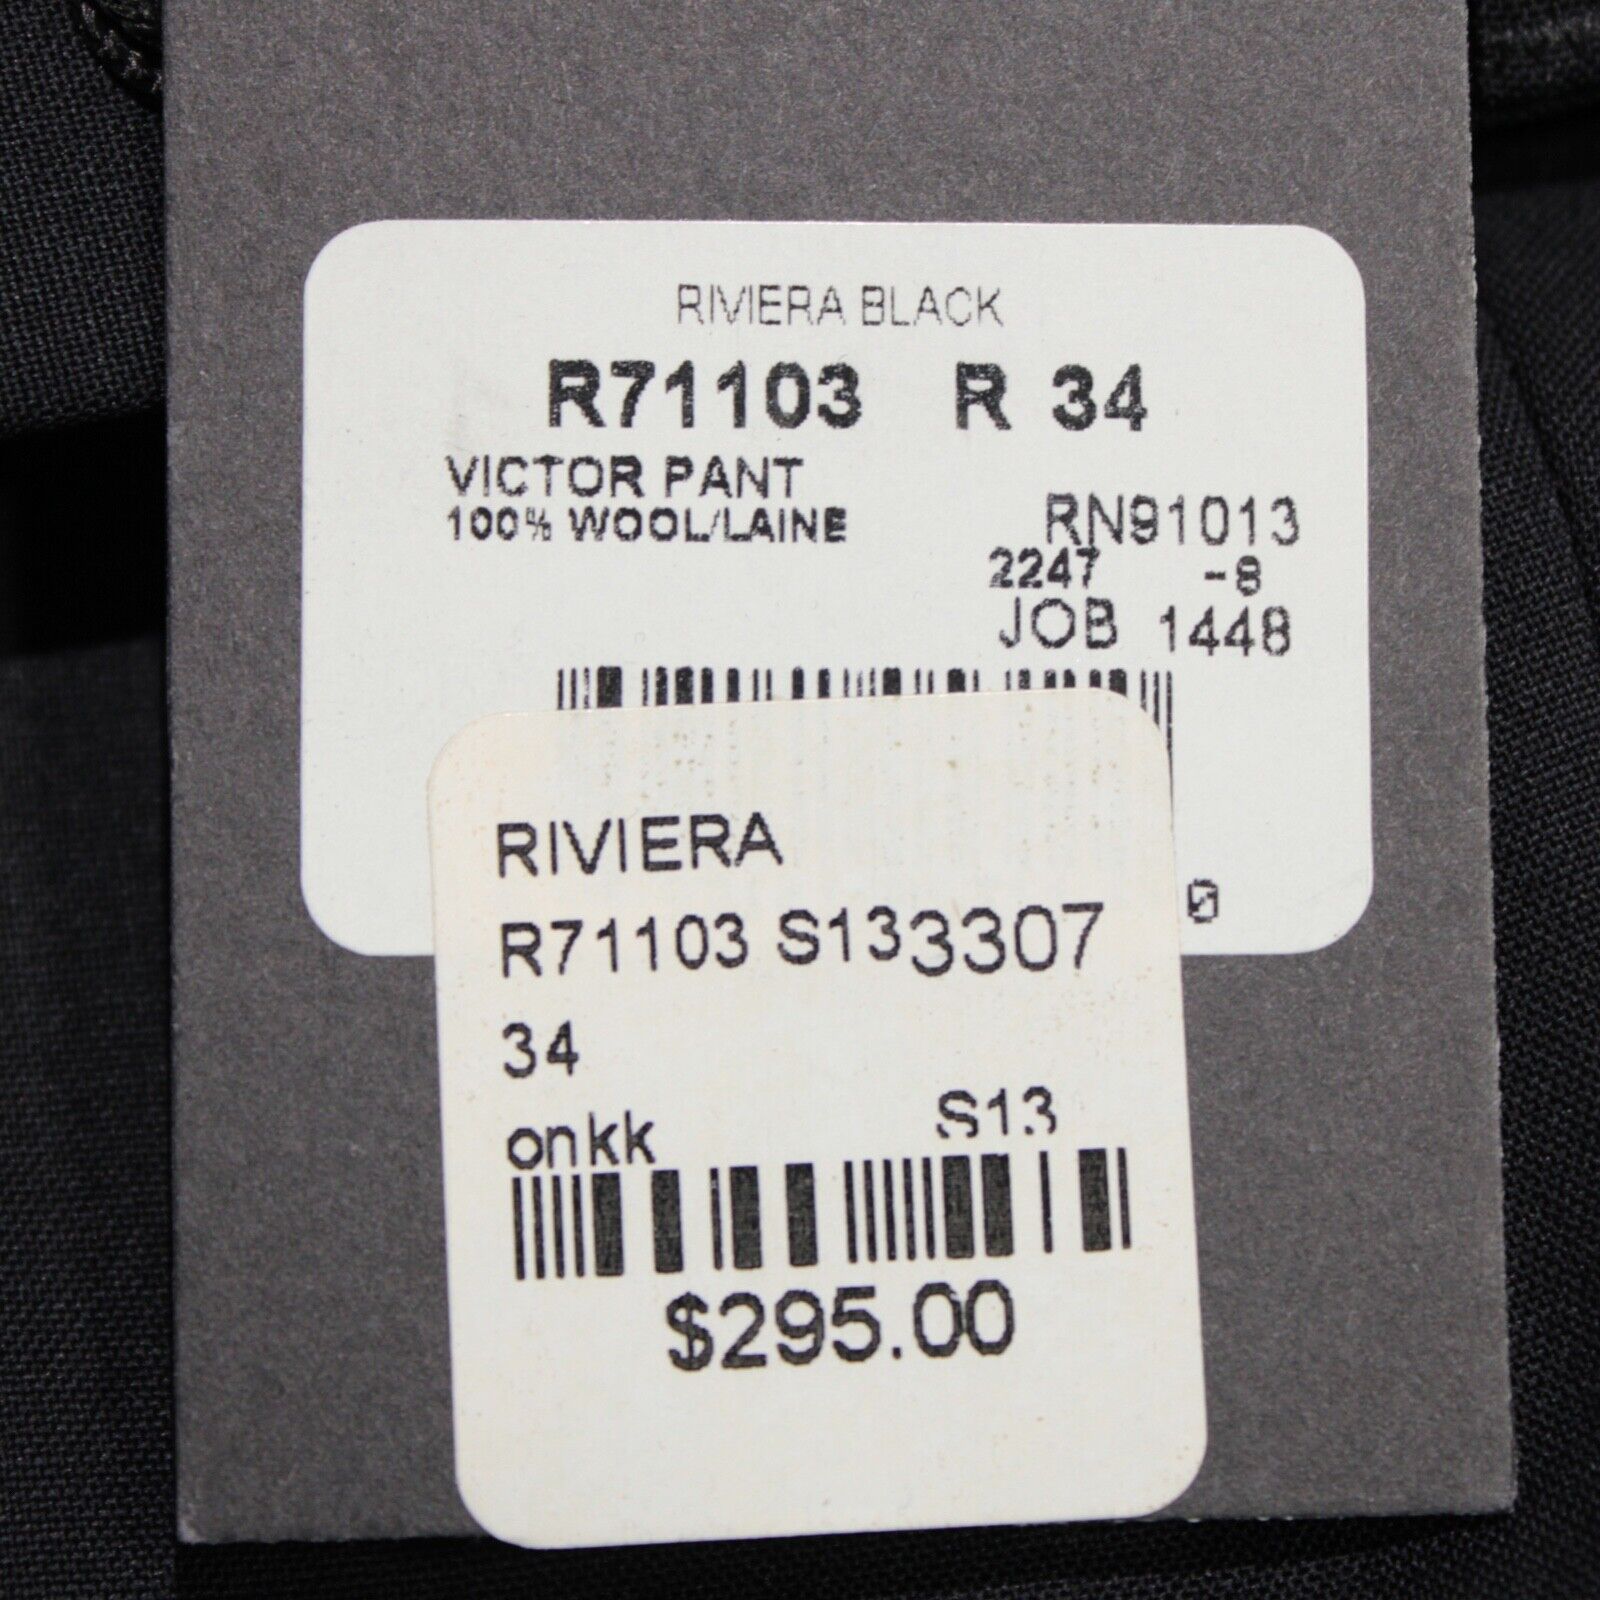 RIVIERA BLACK
R71103 R 34
VICTOR PANT
100% WOOL/LAINE
RN91013
2247 -8
JOB 1448
0
RIVIERA
R71103 S133307
34
onkk S13
$295.00